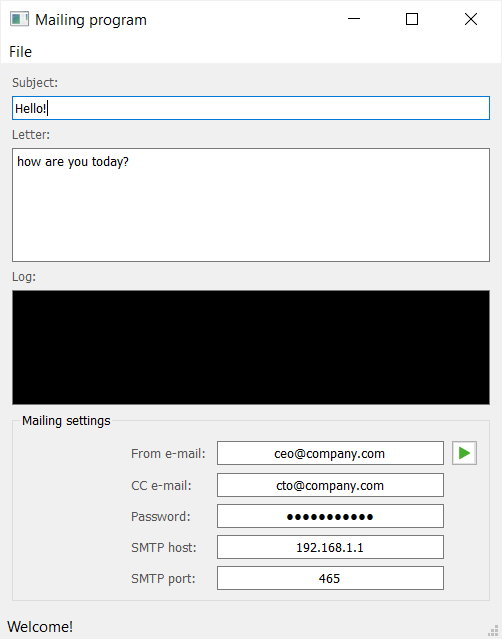 Mailing program
File
Subject:
Hello!
Letter:
how are you today?
Log:
Mailing settings
From e-mail: ceo@company.com
CC e-mail: cto@company.com
Password: ●●●●●●●●●●●
SMTP host: 192.168.1.1
SMTP port: 465
Welcome!